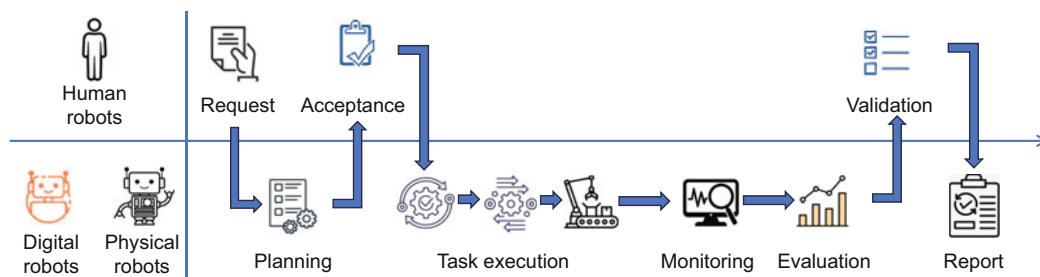 Human
robots
Request
Acceptance
Validation
Digital
robots
Physical
robots
Planning
Task execution
Monitoring
Evaluation
Report